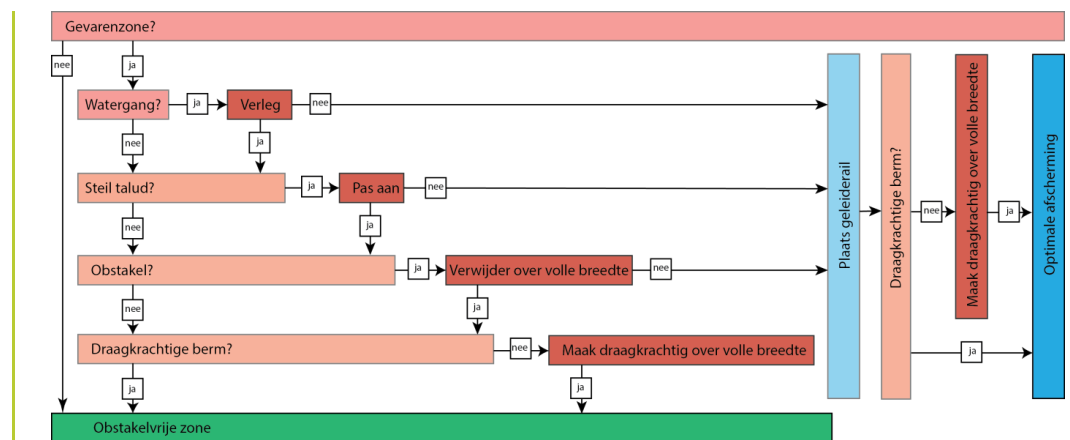 Gevarenzone?
nee
ja
Watergang?
ja
Verleg
nee
nee
ja
Steil talud?
ja
Pas aan
nee
nee
ja
Obstakel?
ja
Verwijder over volle breedte
nee
nee
ja
Draagkrachtige berm?
nee
Maak draagkrachtig over volle breedte
ja
ja
Obstakelvrije zone
Plaats geleiderail
Draagkrachtige berm?
nee
Maak draagkrachtig over volle breedte
ja
ja
Optimale afscherming